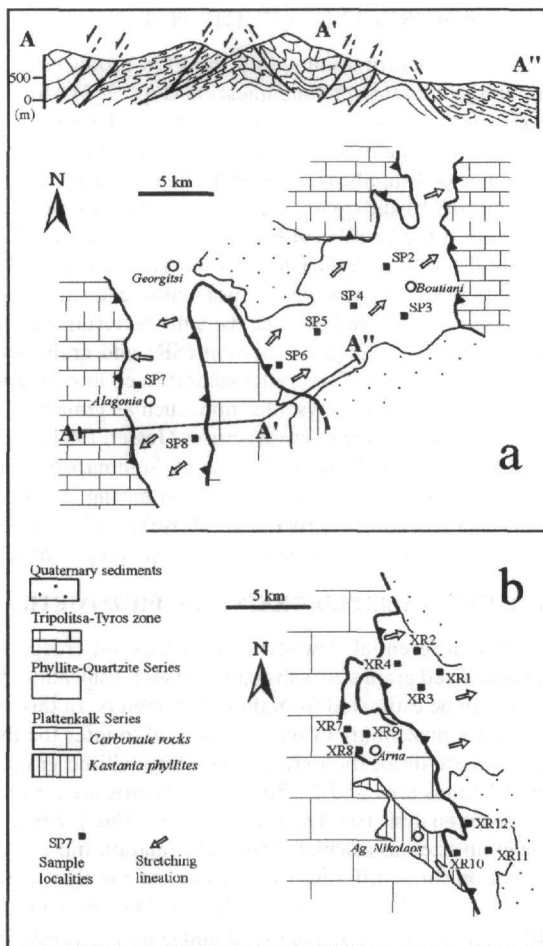 A A' A"
500
0
(m)
N
5 km
Georgitsi
SP2
Boutiani
SP4
SP3
SP5
A"
SP6
SP7
Alagonia
A
A'
SP8
a
Quaternary sediments
Tripolitsa-Tyros zone
Phyllite-Quartzite Series
Plattenkalk Series
Carbonate rocks
Kastania phyllites
SP7
Sample
localities
Stretching
lineation
b
5 km
N
XR2
XR4
XR1
XR3
XR7
XR9
XR8
Arna
XR12
Ag Nikolaos
XR10
XR11